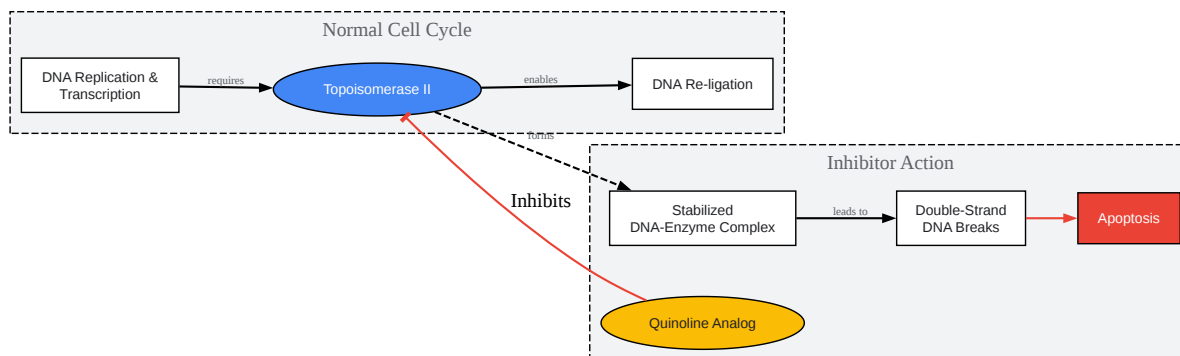 Normal Cell Cycle
DNA Replication &
Transcription
requires
Topoisomerase II
enables
DNA Re-ligation
forms
Inhibitor Action
Inhibits
Stabilized
DNA-Enzyme Complex
leads to
Double-Strand
DNA Breaks
Apoptosis
Quinoline Analog